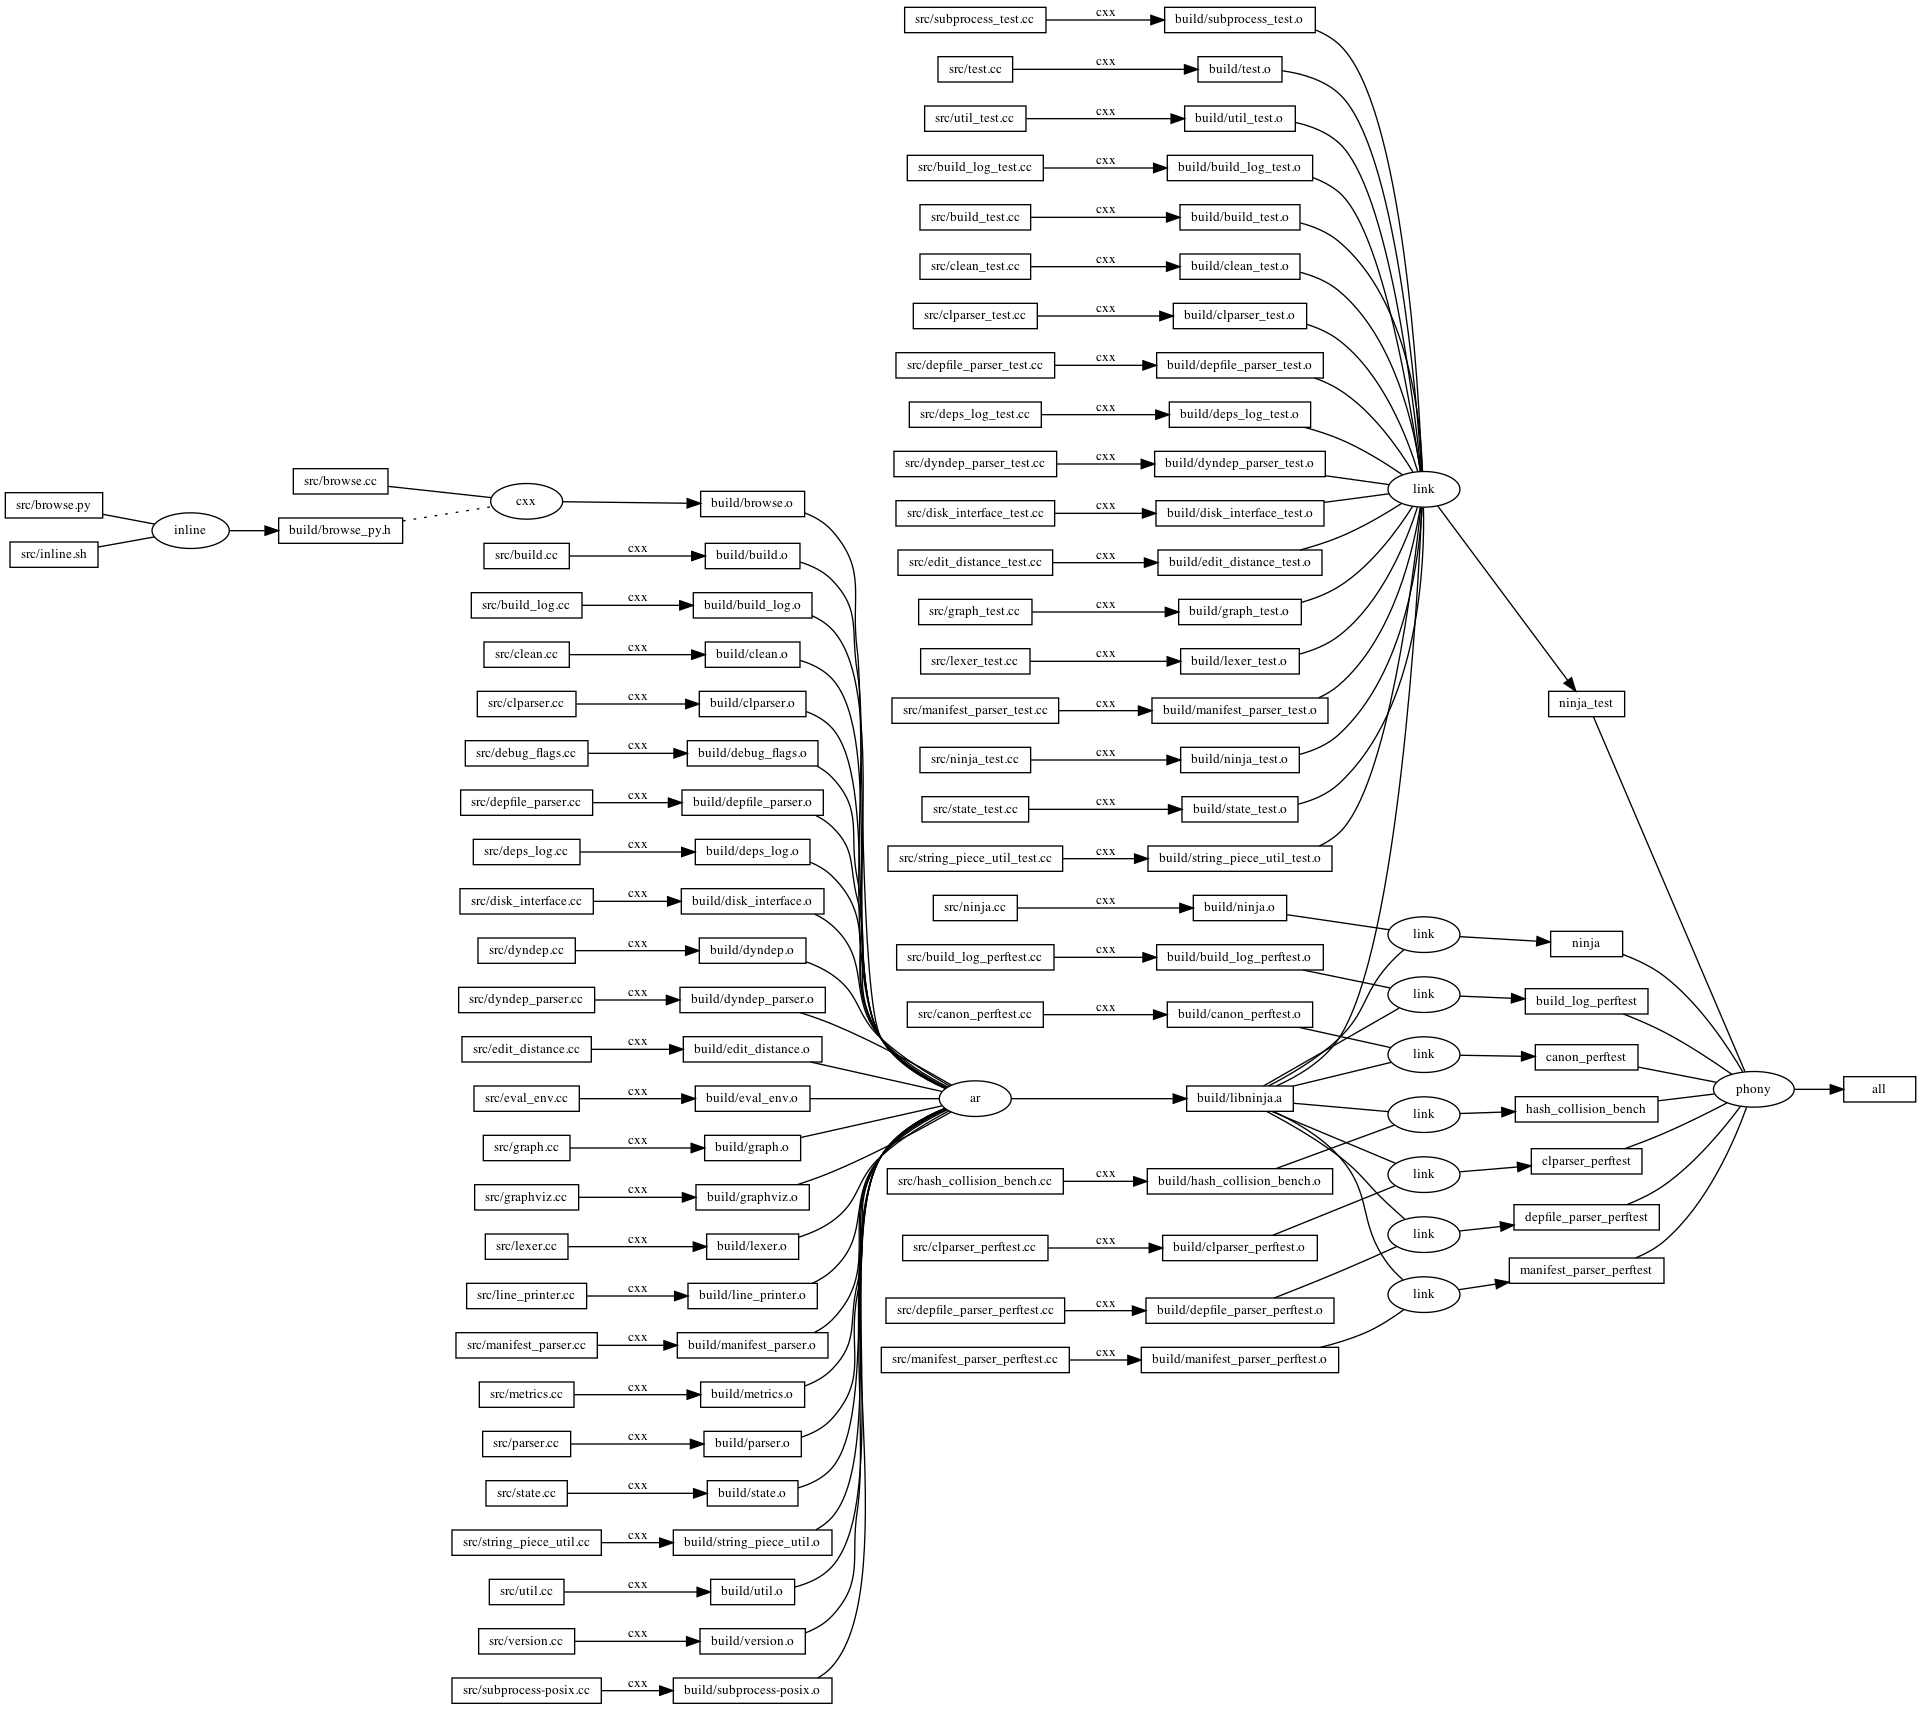 src/browse.py
src/inline.sh
inline
src/browse.cc
build/browse_py.h
cxx
build/browse.o
src/build.cc cxx build/build.o
src/build_log.cc cxx build/build_log.o
src/clean.cc cxx build/clean.o
src/clparser.cc cxx build/clparser.o
src/debug_flags.cc cxx build/debug_flags.o
src/depfile_parser.cc cxx build/depfile_parser.o
src/deps_log.cc cxx build/deps_log.o
src/disk_interface.cc cxx build/disk_interface.o
src/dyndep.cc cxx build/dyndep.o
src/dyndep_parser.cc cxx build/dyndep_parser.o
src/edit_distance.cc cxx build/edit_distance.o
src/eval_env.cc cxx build/eval_env.o
src/graph.cc cxx build/graph.o
src/graphviz.cc cxx build/graphviz.o
src/lexer.cc cxx build/lexer.o
src/line_printer.cc cxx build/line_printer.o
src/manifest_parser.cc cxx build/manifest_parser.o
src/metrics.cc cxx build/metrics.o
src/parser.cc cxx build/parser.o
src/state.cc cxx build/state.o
src/string_piece_util.cc cxx build/string_piece_util.o
src/util.cc cxx build/util.o
src/version.cc cxx build/version.o
src/subprocess-posix.cc cxx build/subprocess-posix.o
ar
src/subprocess_test.cc cxx build/subprocess_test.o
src/test.cc cxx build/test.o
src/util_test.cc cxx build/util_test.o
src/build_log_test.cc cxx build/build_log_test.o
src/build_test.cc cxx build/build_test.o
src/clean_test.cc cxx build/clean_test.o
src/clparser_test.cc cxx build/clparser_test.o
src/depfile_parser_test.cc cxx build/depfile_parser_test.o
src/deps_log_test.cc cxx build/deps_log_test.o
src/dyndep_parser_test.cc cxx build/dyndep_parser_test.o
src/disk_interface_test.cc cxx build/disk_interface_test.o
src/edit_distance_test.cc cxx build/edit_distance_test.o
src/graph_test.cc cxx build/graph_test.o
src/lexer_test.cc cxx build/lexer_test.o
src/manifest_parser_test.cc cxx build/manifest_parser_test.o
src/ninja_test.cc cxx build/ninja_test.o
src/state_test.cc cxx build/state_test.o
src/string_piece_util_test.cc cxx build/string_piece_util_test.o
src/ninja.cc cxx build/ninja.o
src/build_log_perftest.cc cxx build/build_log_perftest.o
src/canon_perftest.cc cxx build/canon_perftest.o
build/libninja.a
src/hash_collision_bench.cc cxx build/hash_collision_bench.o
src/clparser_perftest.cc cxx build/clparser_perftest.o
src/depfile_parser_perftest.cc cxx build/depfile_parser_perftest.o
src/manifest_parser_perftest.cc cxx build/manifest_parser_perftest.o
link
ninja_test
link ninja
link build_log_perftest
link canon_perftest
link hash_collision_bench
link clparser_perftest
link depfile_parser_perftest
link manifest_parser_perftest
phony
all